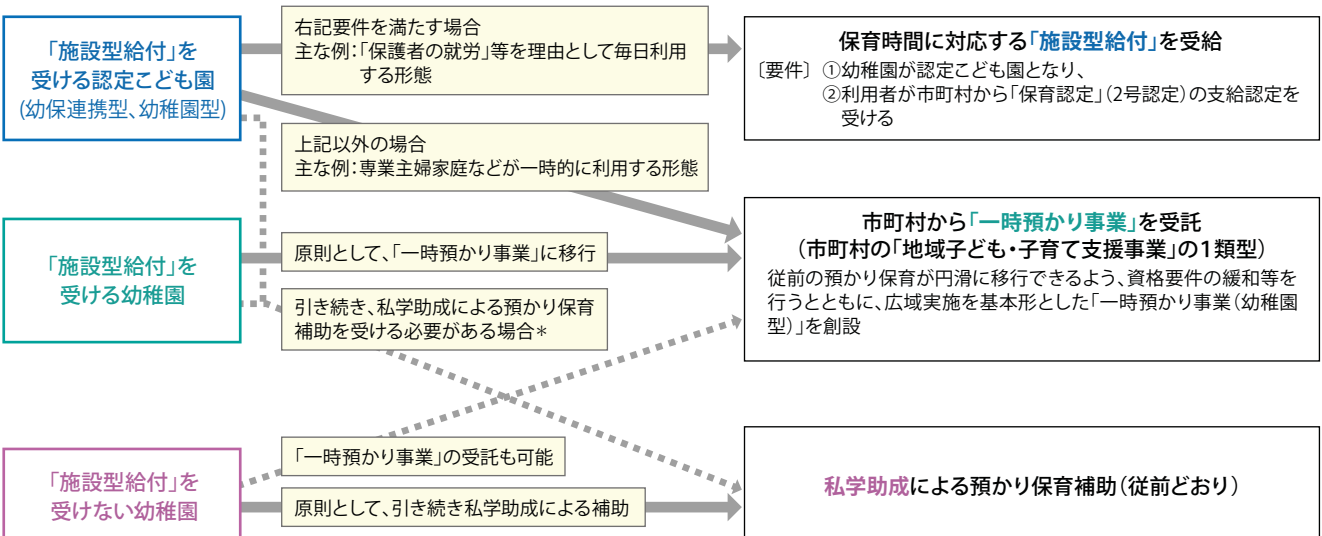 「施設型給付」を
受ける認定こども園
(幼保連携型、幼稚園型)
右記要件を満たす場合
主な例：「保護者の就労」等を理由として毎日利用
する形態
保育時間に対応する「施設型給付」を受給
〔要件〕①幼稚園が認定こども園となり、
②利用者が市町村から「保育認定」(2号認定)の支給認定を
受ける
上記以外の場合
主な例：専業主婦家庭などが一時的に利用する形態
「施設型給付」を
受ける幼稚園
原則として、「一時預かり事業」に移行
引き続き、私学助成による預かり保育
補助を受ける必要がある場合＊
市町村から「一時預かり事業」を受託
(市町村の「地域子ども・子育て支援事業」の1類型)
従前の預かり保育が円滑に移行できるよう、資格要件の緩和等を
行うとともに、広域実施を基本形とした「一時預かり事業(幼稚園
型)」を創設
「施設型給付」を
受けない幼稚園
「一時預かり事業」の受託も可能
原則として、引き続き私学助成による補助
私学助成による預かり保育補助(従前どおり)